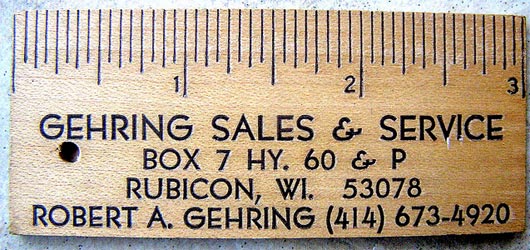 1 2 3
GEHRING SALES & SERVICE
BOX 7 HY. 60 & P
RUBICON, WI. 53078
ROBERT A. GEHRING (414) 673-4920